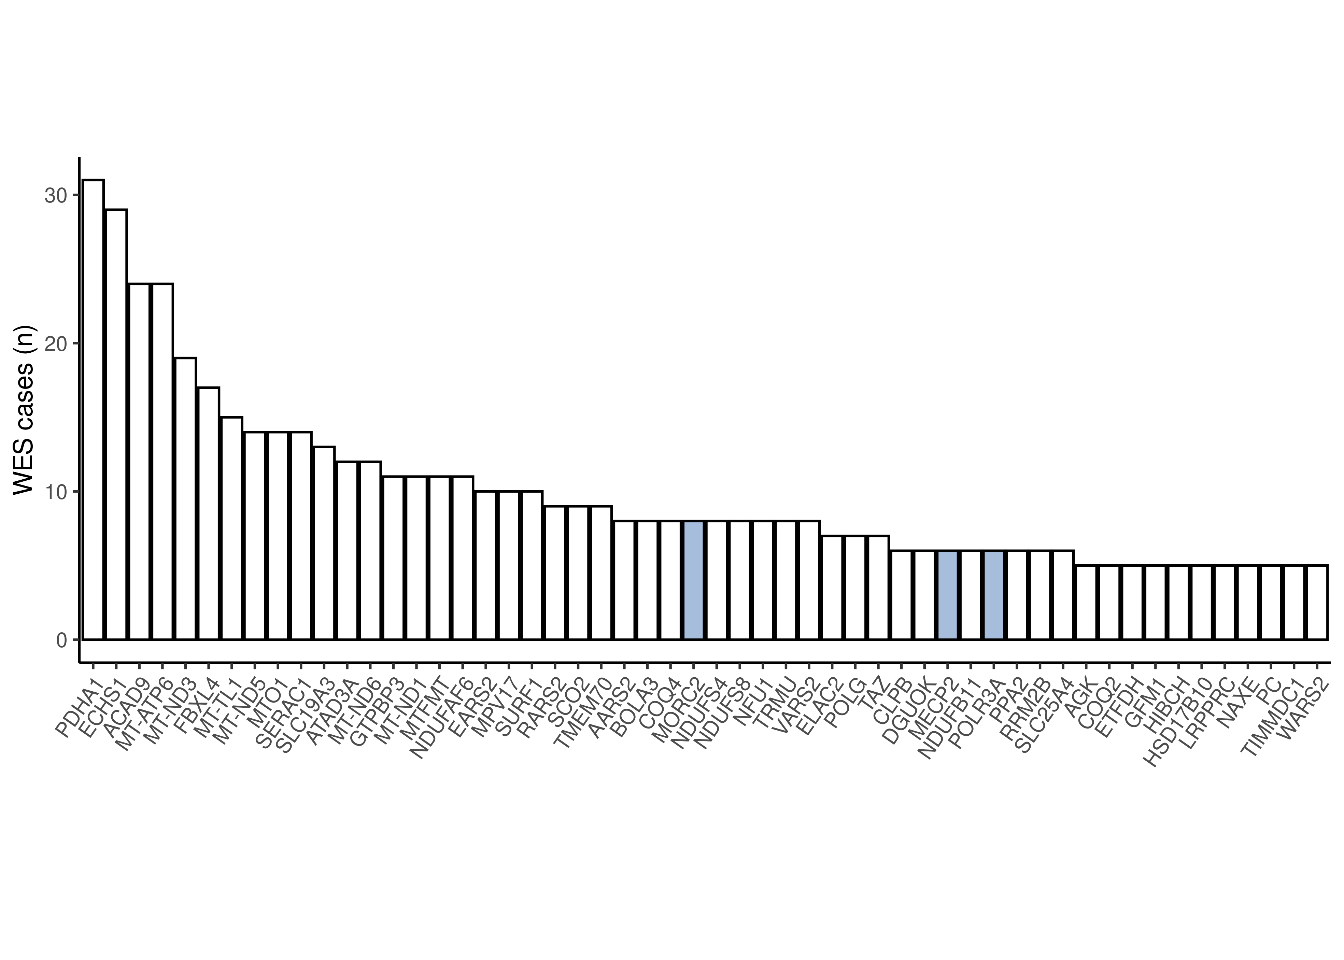 WES cases (n)
30
20
10
0
PDHA1
ECHS1
ACAD9
MT-ATP6
MT-ND3
FBXL4
MT-TL1
MT-ND5
MTO1
SERAC1
SLC19A3
ATAD3A
MT-ND6
GTPBP3
MT-ND1
MTFMT
NDUFAF6
EARS2
MPV17
SURF1
RARS2
SCO2
TMEM70
AARS2
BOLA3
COQ4
MORC2
NDUFS4
NDUFS8
NFU1
TRMU
VARS2
ELAC2
POLG
TAZ
CLPB
DGUOK
MECP2
NDUFB11
POLR3A
PPA2
RRM2B
SLC25A4
AGK
COQ2
ETFDH
GFM1
HIBCH
HSD17B10
LRPPRC
NAXE
PC
TIMMDC1
WARS2